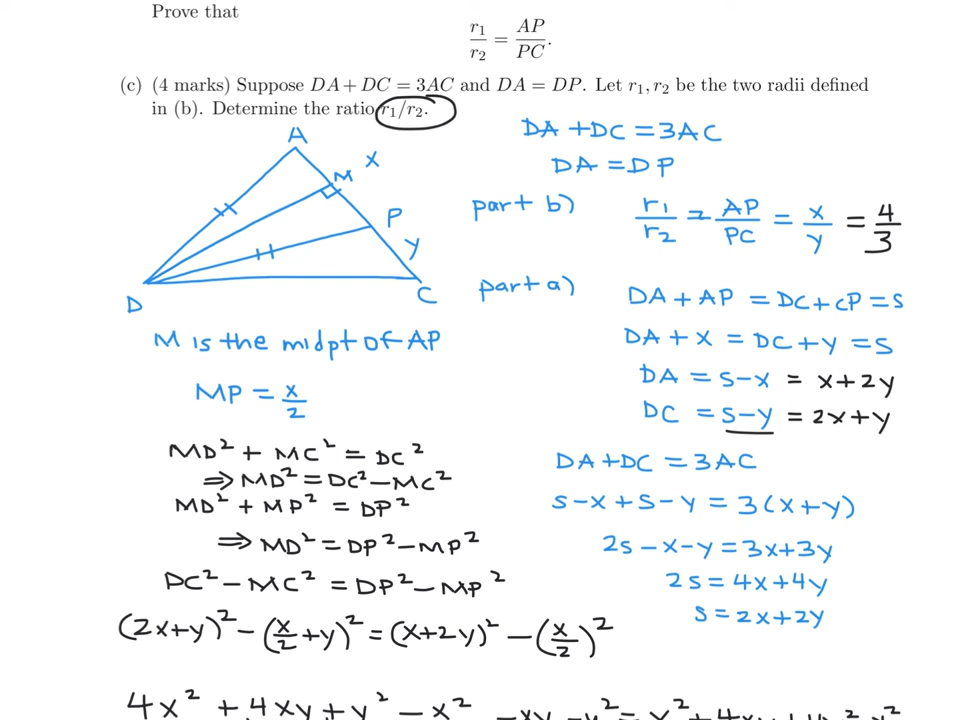 Prove that
r₁/r₂ = AP/PC.
(c) (4 marks) Suppose DA + DC = 3AC and DA = DP. Let r₁, r₂ be the two radii defined
in (b). Determine the ratio r₁/r₂.
A
M
X
P
Y
D
C
DA + DC = 3AC
DA = DP
part b)
r₁/r₂ = AP/PC = x/y = 4/3
part a)
DA + AP = DC + CP = S
DA + x = DC + y = S
DA = S - x = x + 2y
DC = S - y = 2x + y
M is the midpt of AP
MP = x/2
MD² + MC² = DC²
⇒ MD² = DC² - MC²
MD² + MP² = DP²
⇒ MD² = DP² - MP²
DC² - MC² = DP² - MP²
(2x+y)² - (x/2 + y)² = (x+2y)² - (x/2)²
DA + DC = 3AC
S - x + S - y = 3(x + y)
2S - x - y = 3x + 3y
2S = 4x + 4y
S = 2x + 2y
4x² + 4xy + y² - x²